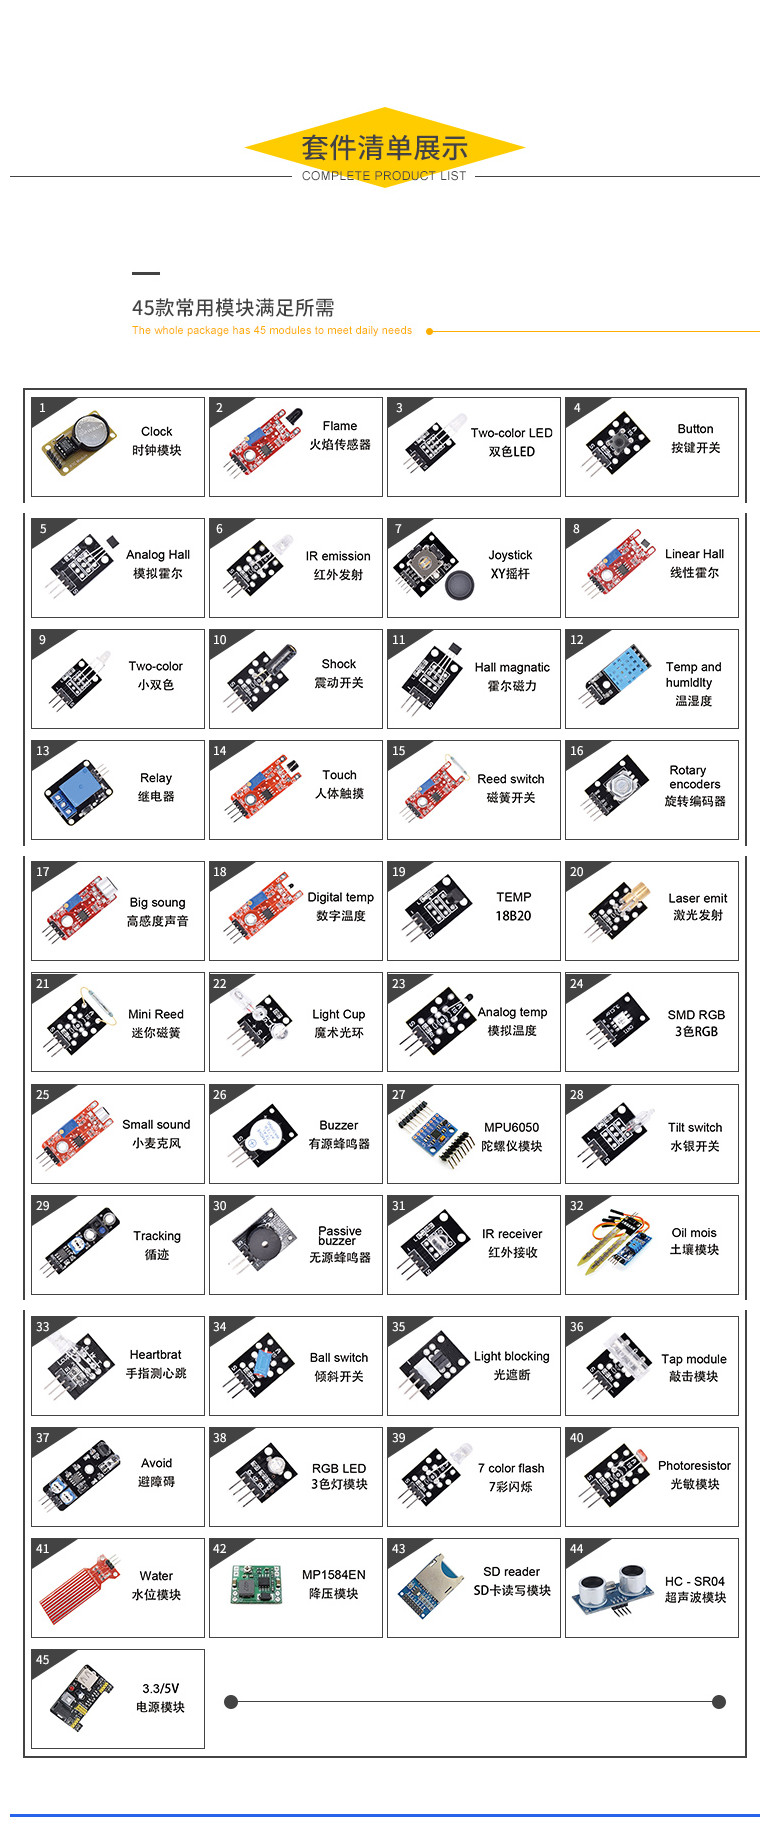 套件清单展示
COMPLETE PRODUCT LIST
45款常用模块满足所需
The whole package has 45 modules to meet daily needs
1
Clock
时钟模块
2
Flame
火焰传感器
3
Two-color LED
双色LED
4
Button
按键开关
5
Analog Hall
模拟霍尔
6
IR emission
红外发射
7
Joystick
XY摇杆
8
Linear Hall
线性霍尔
9
Two-color
小双色
10
Shock
震动开关
11
Hall magnatic
霍尔磁力
12
Temp and
humldlty
温湿度
13
Relay
继电器
14
Touch
人体触摸
15
Reed switch
磁簧开关
16
Rotary
encoders
旋转编码器
17
Big soung
高感度声音
18
Digital temp
数字温度
19
TEMP
18B20
20
Laser emit
激光发射
21
Mini Reed
迷你磁簧
22
Light Cup
魔术光环
23
Analog temp
模拟温度
24
SMD RGB
3色RGB
25
Small sound
小麦克风
26
Buzzer
有源蜂鸣器
27
MPU6050
陀螺仪模块
28
Tilt switch
水银开关
29
Tracking
循迹
30
Passive
buzzer
无源蜂鸣器
31
IR receiver
红外接收
32
Oil mois
土壤模块
33
Heartbrat
手指测心跳
34
Ball switch
倾斜开关
35
Light blocking
光遮断
36
Tap module
敲击模块
37
Avoid
避障碍
38
RGB LED
3色灯模块
39
7 color flash
7彩闪烁
40
Photoresistor
光敏模块
41
Water
水位模块
42
MP1584EN
降压模块
43
SD reader
SD卡读写模块
44
HC - SR04
超声波模块
45
3.3/5V
电源模块